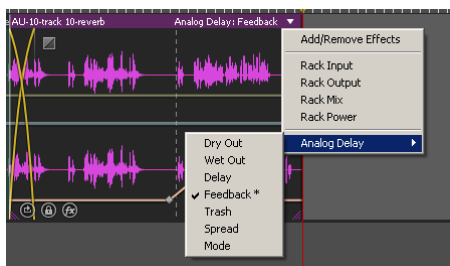 AU-10-track 10-reverb Analog Delay: Feedback
Add/Remove Effects
Rack Input
Rack Output
Rack Mix
Rack Power
Analog Delay
Dry Out
Wet Out
Delay
Feedback *
Trash
Spread
Mode
fx